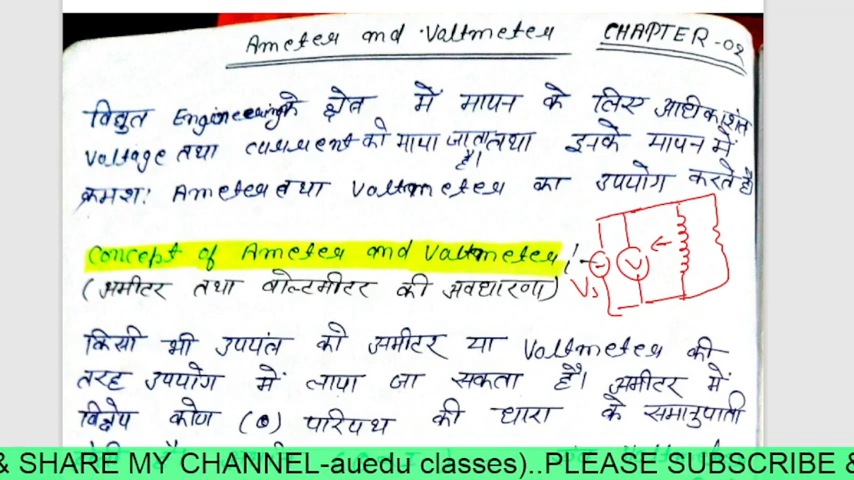 Ameter and Valtmeter CHAPTER-02
विद्युत Engineering के क्षेत्र में मापन के लिए आधीकाशंत
Voltage तथा current को मापा जाता है। तथा इनके मापन में
क्रमश: Ameter तथा Valtmeter का उपयोग करते है
Concept of Ameter and Valtmeter!
(अमीटर तथा वोल्टमीटर की अवधारणा)
V
Vs
किसी भी उपयंत्र को अमीटर या Valtmeter की
तरह उपयोग में लाया जा सकता है। अमीटर में
विक्षेप कोण (θ) परिपथ की धारा के समानुपाती
& SHARE MY CHANNEL-auedu classes)..PLEASE SUBSCRIBE &